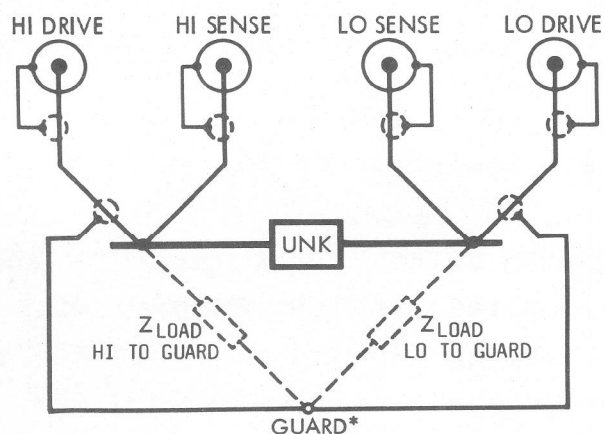 HI DRIVE
HI SENSE
LO SENSE
LO DRIVE
UNK
ZLOAD
HI TO GUARD
ZLOAD
LO TO GUARD
GUARD*